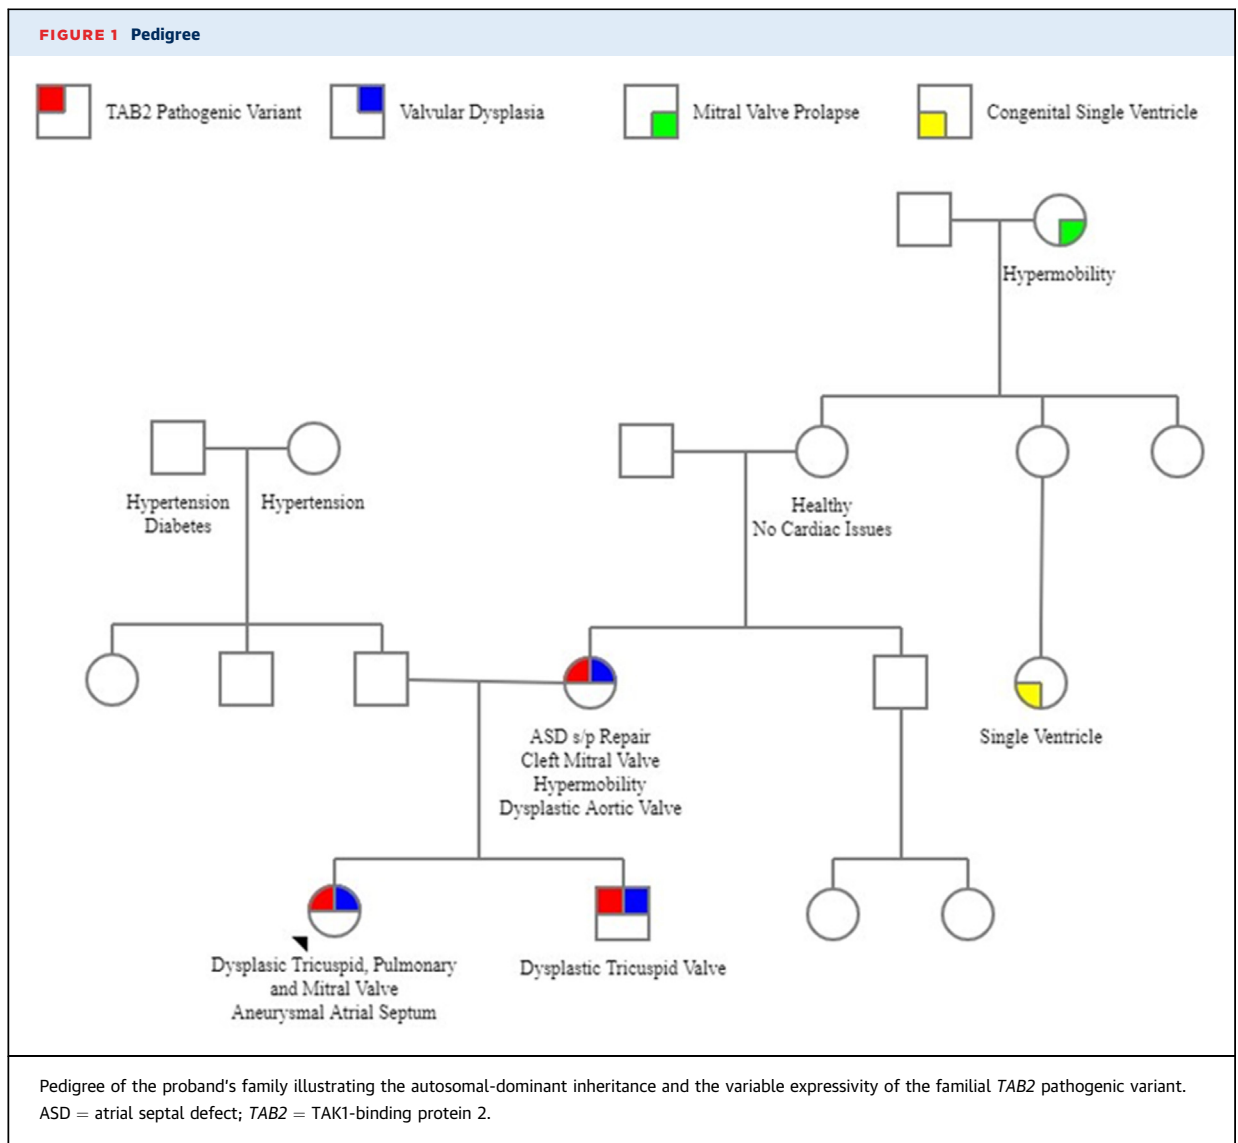 FIGURE 1 Pedigree
TAB2 Pathogenic Variant
Valvular Dysplasia
Mitral Valve Prolapse
Congenital Single Ventricle
Hypermobility
Hypertension
Diabetes
Hypertension
Healthy
No Cardiac Issues
ASD s/p Repair
Cleft Mitral Valve
Hypermobility
Dysplastic Aortic Valve
Single Ventricle
Dysplasic Tricuspid, Pulmonary
and Mitral Valve
Aneurysmal Atrial Septum
Dysplastic Tricuspid Valve
Pedigree of the proband's family illustrating the autosomal-dominant inheritance and the variable expressivity of the familial TAB2 pathogenic variant.
ASD = atrial septal defect; TAB2 = TAK1-binding protein 2.